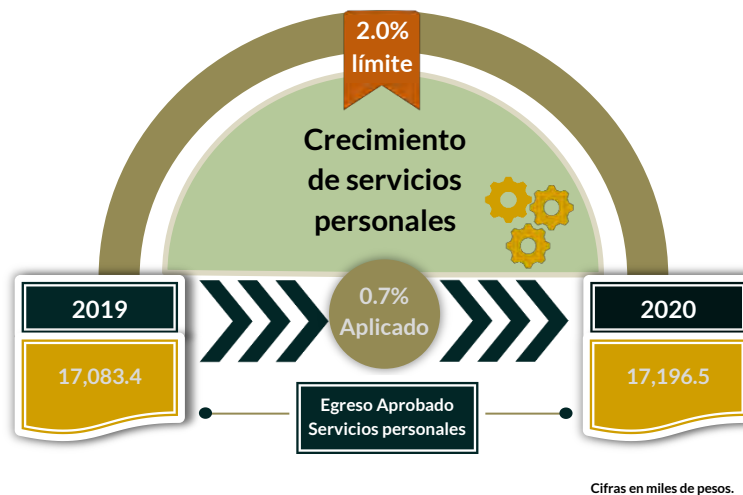 2.0%
límite
Crecimiento
de servicios
personales
2019
0.7%
Aplicado
2020
17,083.4
17,196.5
Egreso Aprobado
Servicios personales
Cifras en miles de pesos.